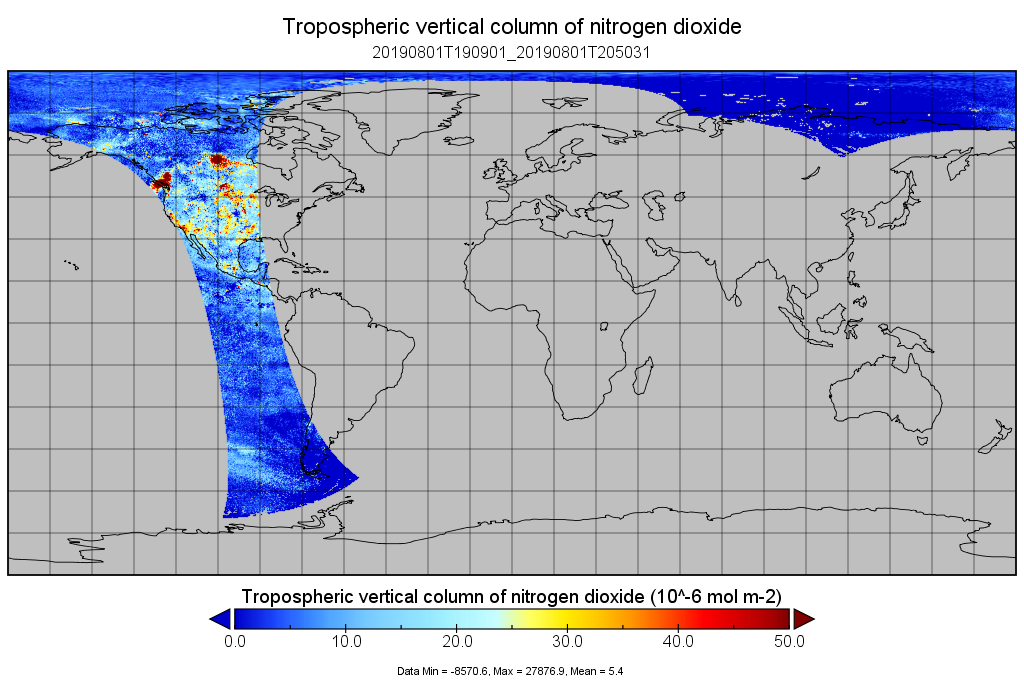 Tropospheric vertical column of nitrogen dioxide
20190801T190901_20190801T205031
Tropospheric vertical column of nitrogen dioxide (10^-6 mol m-2)
0.0 10.0 20.0 30.0 40.0 50.0
Data Min = -8570.6, Max = 27876.9, Mean = 5.4